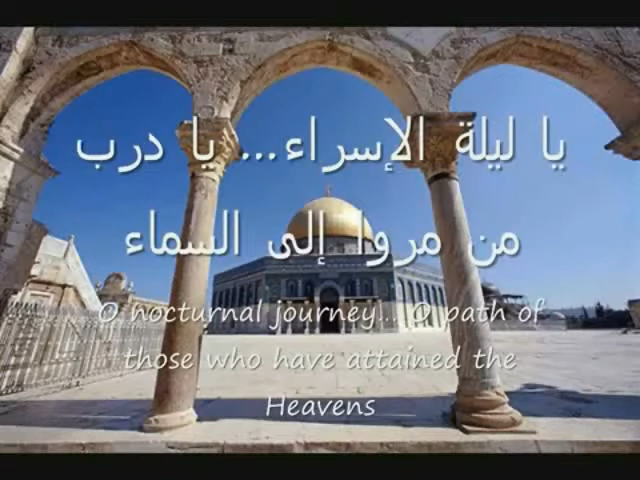 يا ليلة الإسراء... يا درب
من مروا إلى السماء
O nocturnal journey... O path of
those who have attained the
Heavens